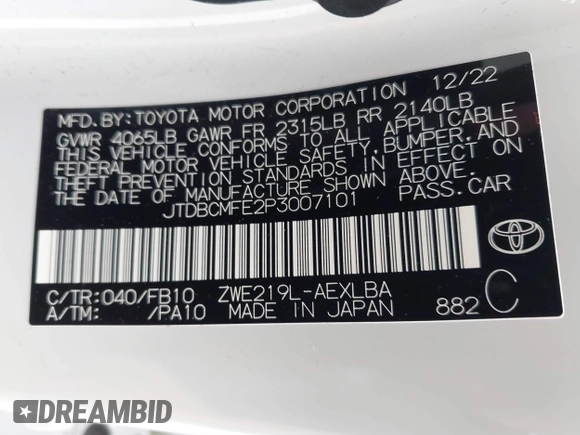 MFD. BY: TOYOTA MOTOR CORPORATION 12/22
GVWR 4065LB GAWR FR 2315LB RR 2140LB
THIS VEHICLE CONFORMS TO ALL APPLICABLE
FEDERAL MOTOR VEHICLE SAFETY, BUMPER, AND
THEFT PREVENTION STANDARDS IN EFFECT ON
THE DATE OF MANUFACTURE SHOWN ABOVE.
JTDBCMFE2P3007101 PASS. CAR
TOYOTA
C/TR: 040/FB10 ZWE219L-AEXLBA
A/TM: /PA10 MADE IN JAPAN 882 C
DREAMBID